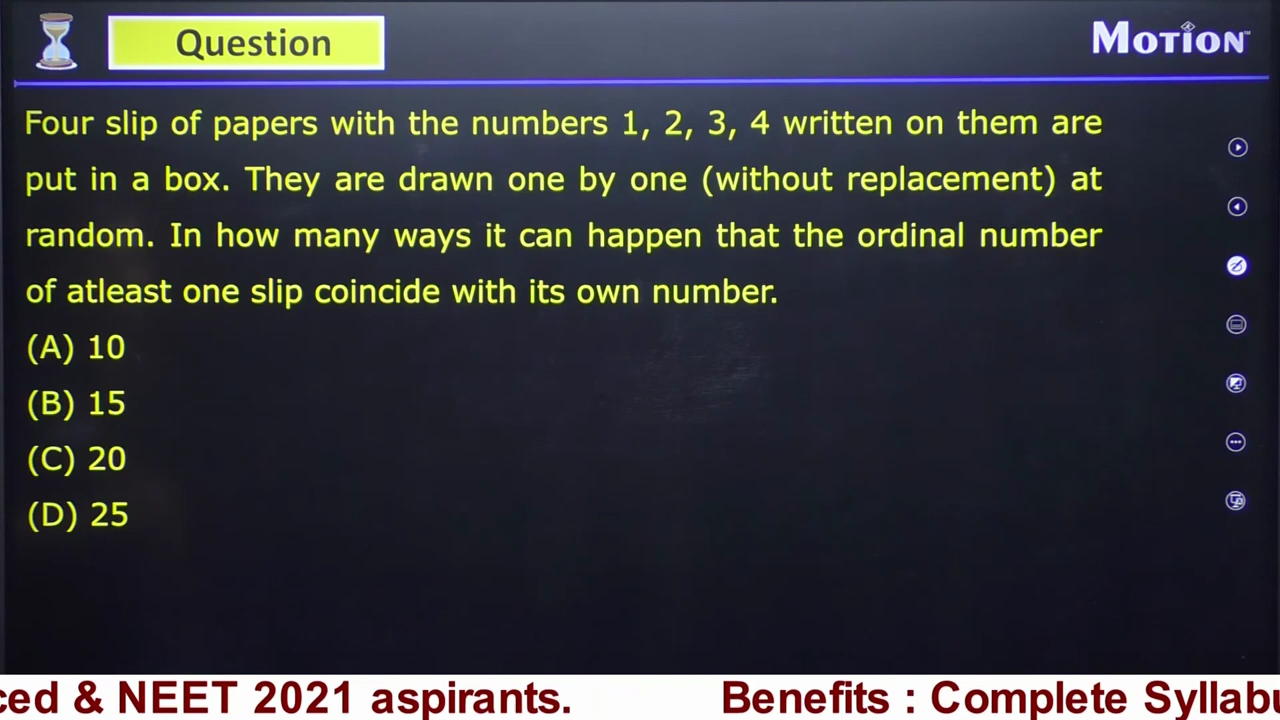 Question
MOTION™
Four slip of papers with the numbers 1, 2, 3, 4 written on them are
put in a box. They are drawn one by one (without replacement) at
random. In how many ways it can happen that the ordinal number
of atleast one slip coincide with its own number.
(A) 10
(B) 15
(C) 20
(D) 25
ced & NEET 2021 aspirants. Benefits : Complete Syllabu